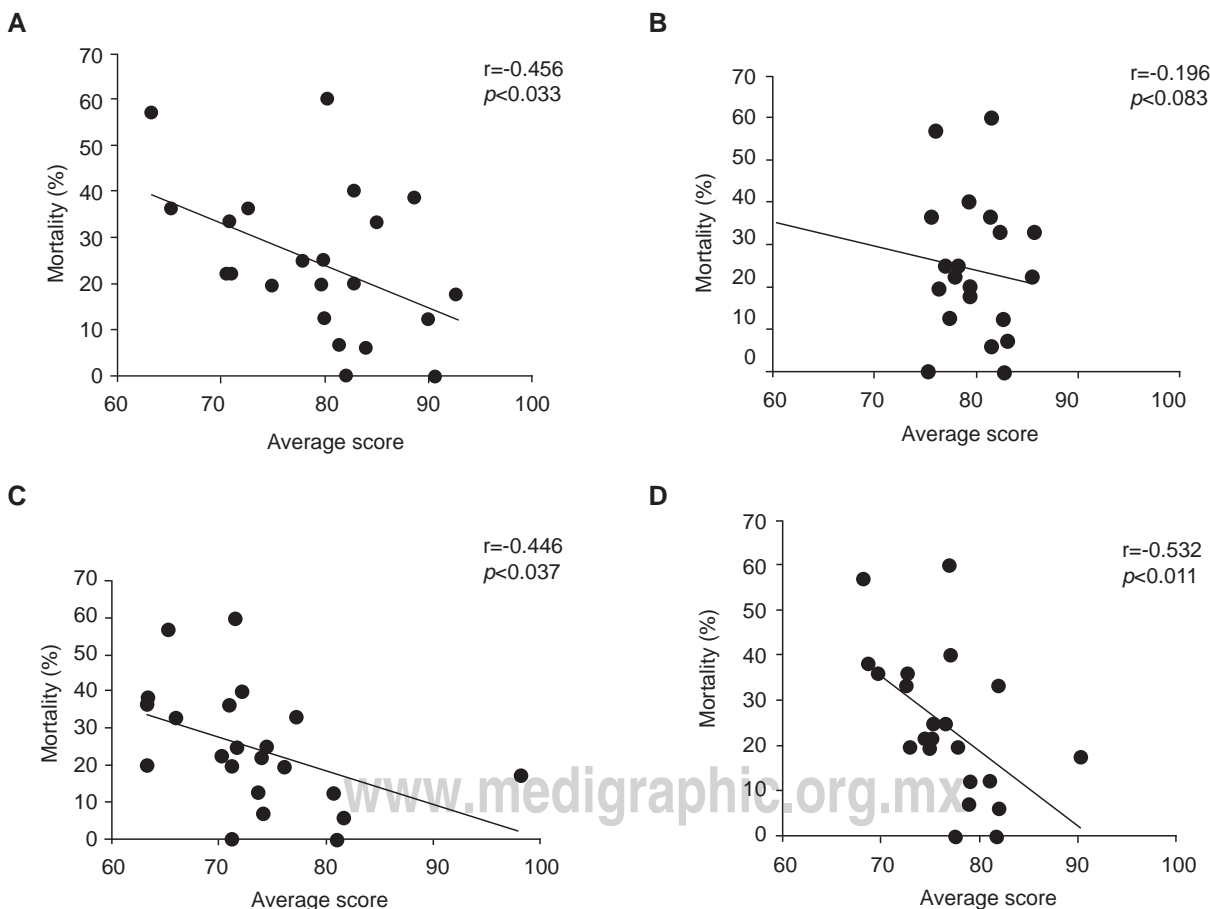 A
r=-0.456
p<0.033
Mortality (%)
70
60
50
40
30
20
10
0
60 70 80 90 100
Average score
B
r=-0.196
p<0.083
Mortality (%)
70
60
50
40
30
20
10
0
60 70 80 90 100
Average score
C
r=-0.446
p<0.037
Mortality (%)
70
60
50
40
30
20
10
0
60 70 80 90 100
Average score
D
r=-0.532
p<0.011
Mortality (%)
70
60
50
40
30
20
10
0
60 70 80 90 100
Average score
www.medigraphic.org.mx